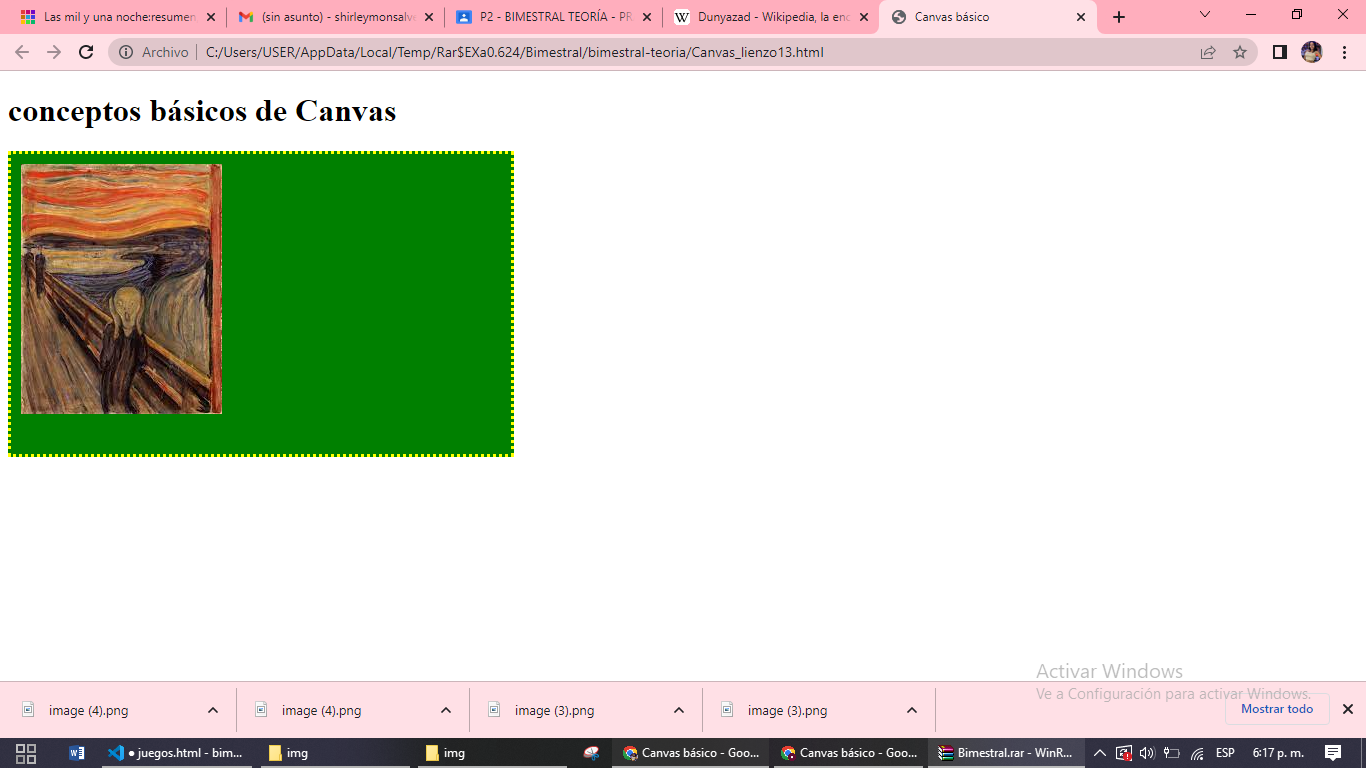 Las mil y una noche:resumen
(sin asunto) - shirleymonsalv
P2 - BIMESTRAL TEORÍA - PR
Dunyazad - Wikipedia, la enc
Canvas básico
Archivo
C:/Users/USER/AppData/Local/Temp/Rar$EXa0.624/Bimestral/bimestral-teoria/Canvas_lienzo13.html
conceptos básicos de Canvas
Activar Windows
Ve a Configuración para activar Windows.
image (4).png
image (4).png
image (3).png
image (3).png
Mostrar todo
● juegos.html - bim...
img
img
Canvas básico - Goo...
Canvas básico - Goo...
Bimestral.rar - WinR...
ESP
6:17 p. m.